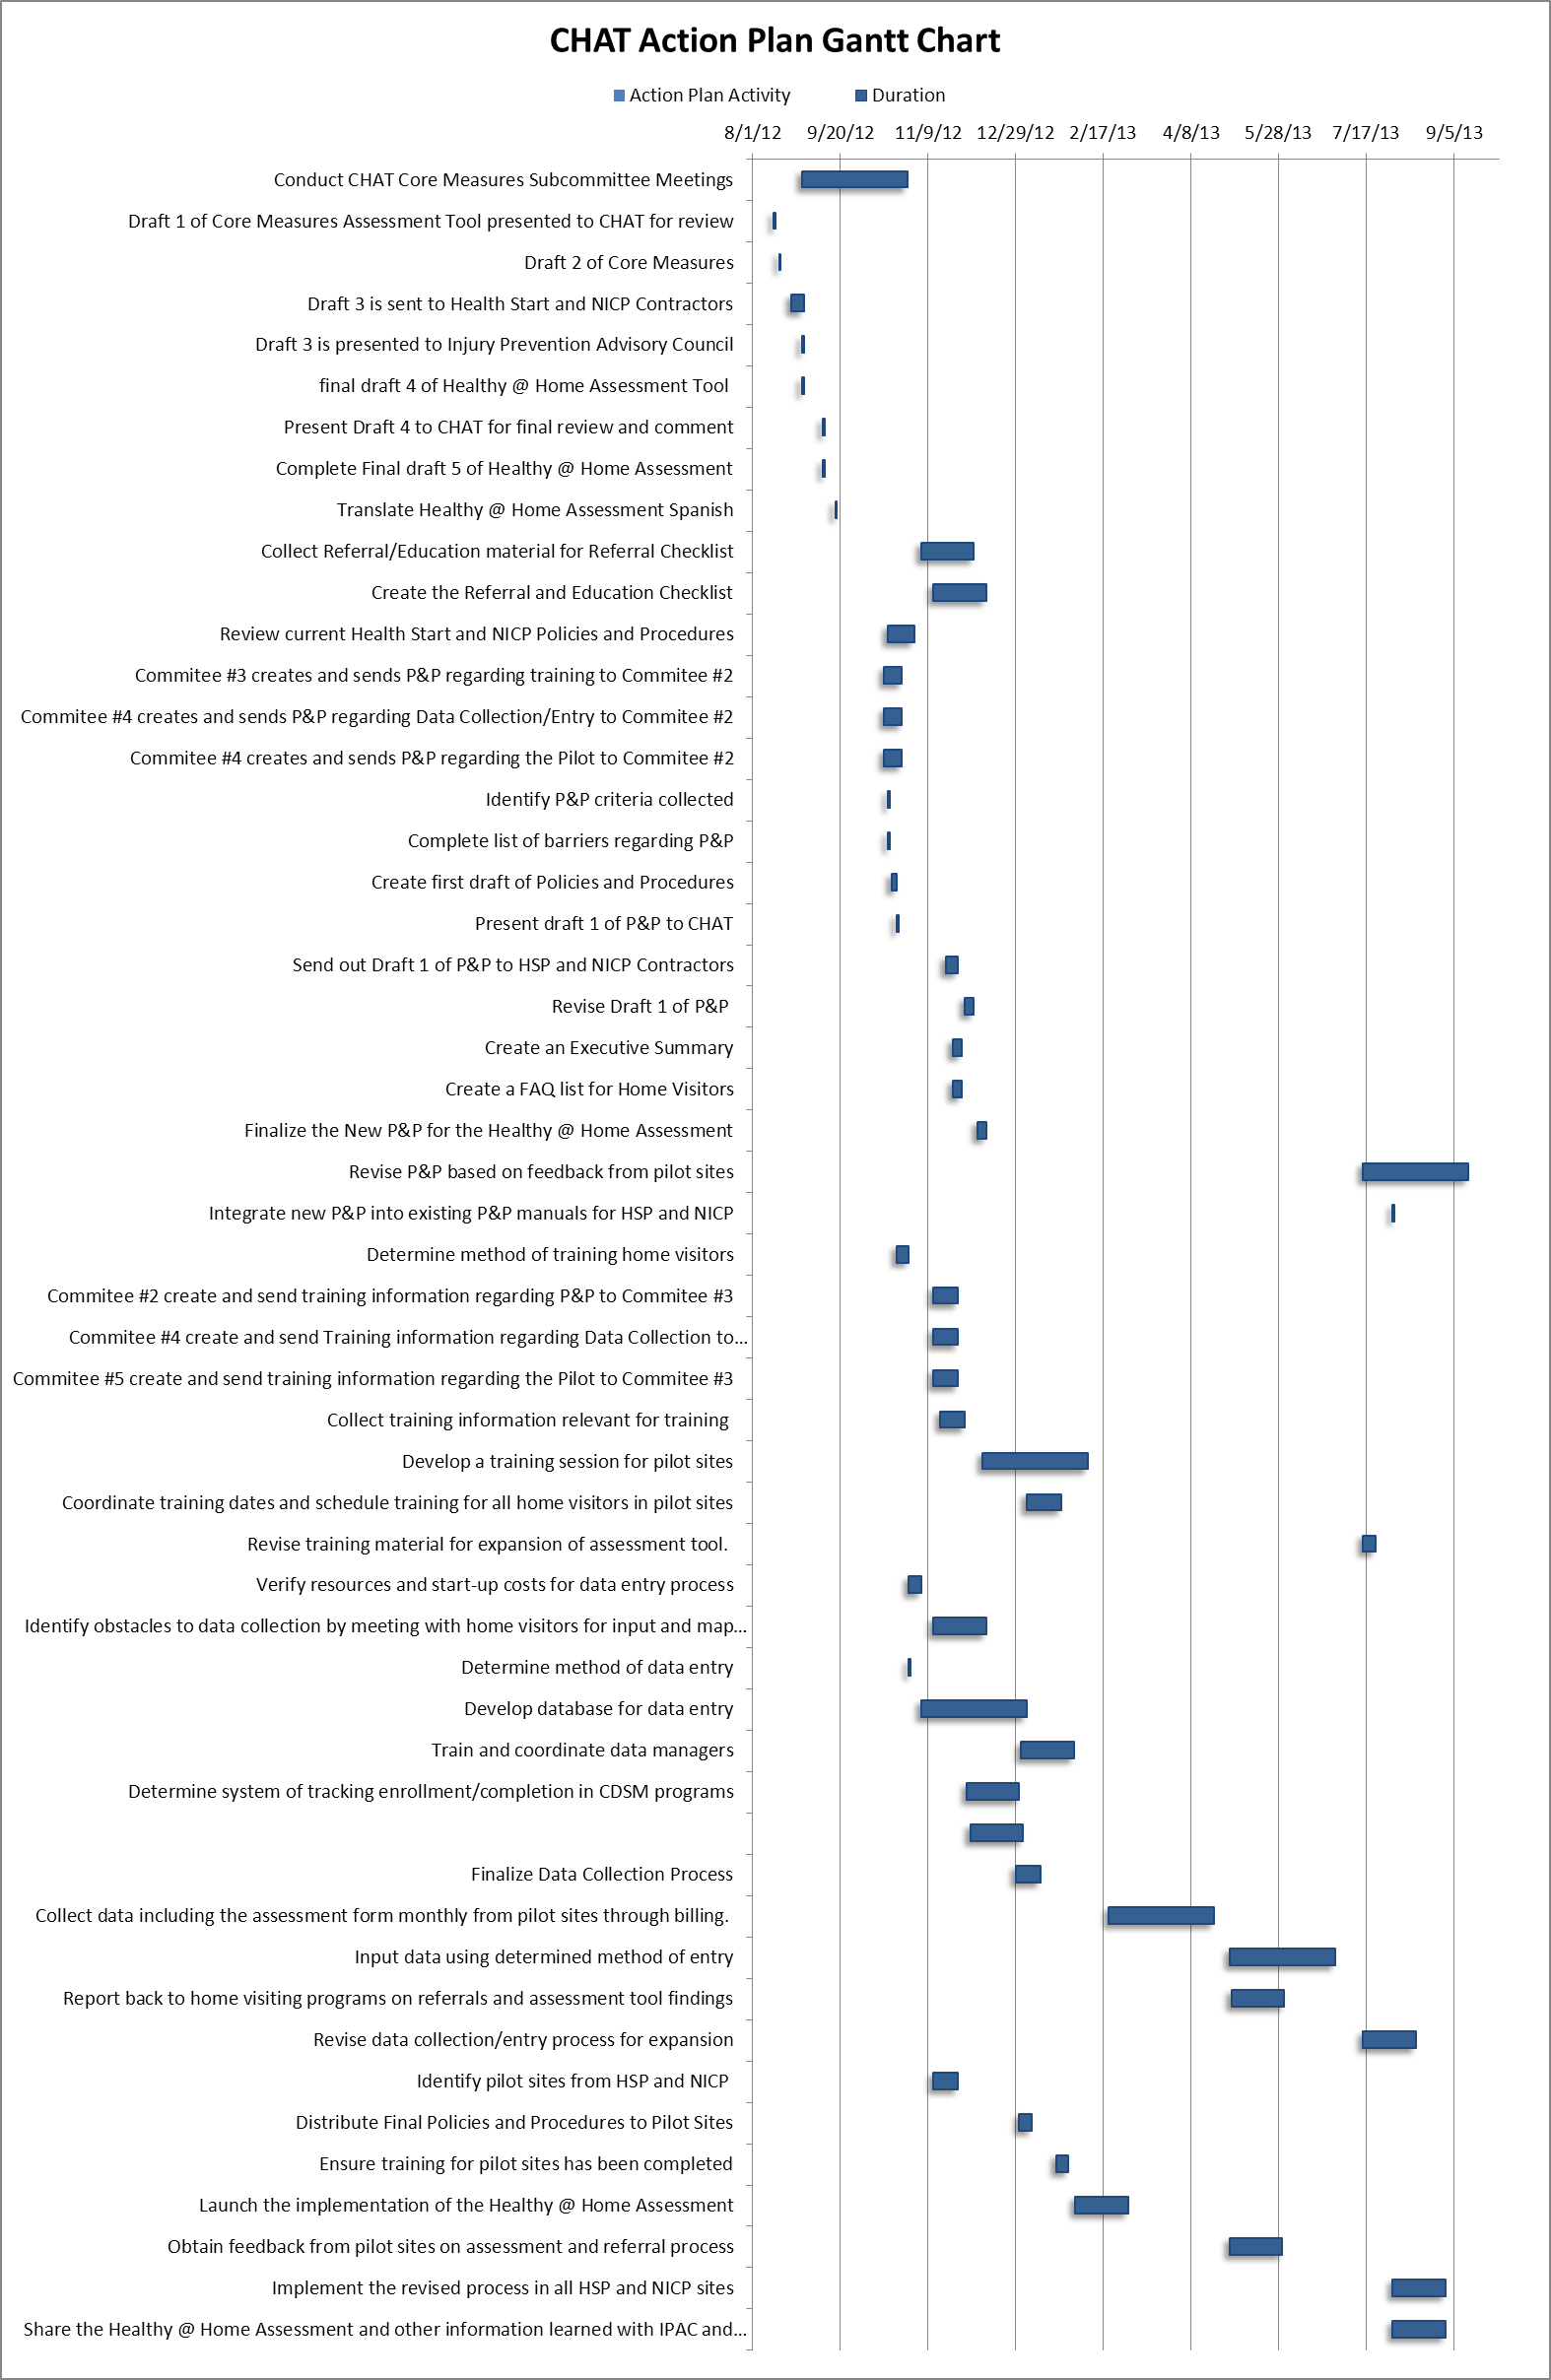 CHAT Action Plan Gantt Chart
Action Plan Activity Duration
8/1/12 9/20/12 11/9/12 12/29/12 2/17/13 4/8/13 5/28/13 7/17/13 9/5/13
Conduct CHAT Core Measures Subcommittee Meetings
Draft 1 of Core Measures Assessment Tool presented to CHAT for review
Draft 2 of Core Measures
Draft 3 is sent to Health Start and NICP Contractors
Draft 3 is presented to Injury Prevention Advisory Council
final draft 4 of Healthy @ Home Assessment Tool
Present Draft 4 to CHAT for final review and comment
Complete Final draft 5 of Healthy @ Home Assessment
Translate Healthy @ Home Assessment Spanish
Collect Referral/Education material for Referral Checklist
Create the Referral and Education Checklist
Review current Health Start and NICP Policies and Procedures
Commitee #3 creates and sends P&P regarding training to Commitee #2
Commitee #4 creates and sends P&P regarding Data Collection/Entry to Commitee #2
Commitee #4 creates and sends P&P regarding the Pilot to Commitee #2
Identify P&P criteria collected
Complete list of barriers regarding P&P
Create first draft of Policies and Procedures
Present draft 1 of P&P to CHAT
Send out Draft 1 of P&P to HSP and NICP Contractors
Revise Draft 1 of P&P
Create an Executive Summary
Create a FAQ list for Home Visitors
Finalize the New P&P for the Healthy @ Home Assessment
Revise P&P based on feedback from pilot sites
Integrate new P&P into existing P&P manuals for HSP and NICP
Determine method of training home visitors
Commitee #2 create and send training information regarding P&P to Commitee #3
Commitee #4 create and send Training information regarding Data Collection to...
Commitee #5 create and send training information regarding the Pilot to Commitee #3
Collect training information relevant for training
Develop a training session for pilot sites
Coordinate training dates and schedule training for all home visitors in pilot sites
Revise training material for expansion of assessment tool.
Verify resources and start-up costs for data entry process
Identify obstacles to data collection by meeting with home visitors for input and map...
Determine method of data entry
Develop database for data entry
Train and coordinate data managers
Determine system of tracking enrollment/completion in CDSM programs
Finalize Data Collection Process
Collect data including the assessment form monthly from pilot sites through billing.
Input data using determined method of entry
Report back to home visiting programs on referrals and assessment tool findings
Revise data collection/entry process for expansion
Identify pilot sites from HSP and NICP
Distribute Final Policies and Procedures to Pilot Sites
Ensure training for pilot sites has been completed
Launch the implementation of the Healthy @ Home Assessment
Obtain feedback from pilot sites on assessment and referral process
Implement the revised process in all HSP and NICP sites
Share the Healthy @ Home Assessment and other information learned with IPAC and...